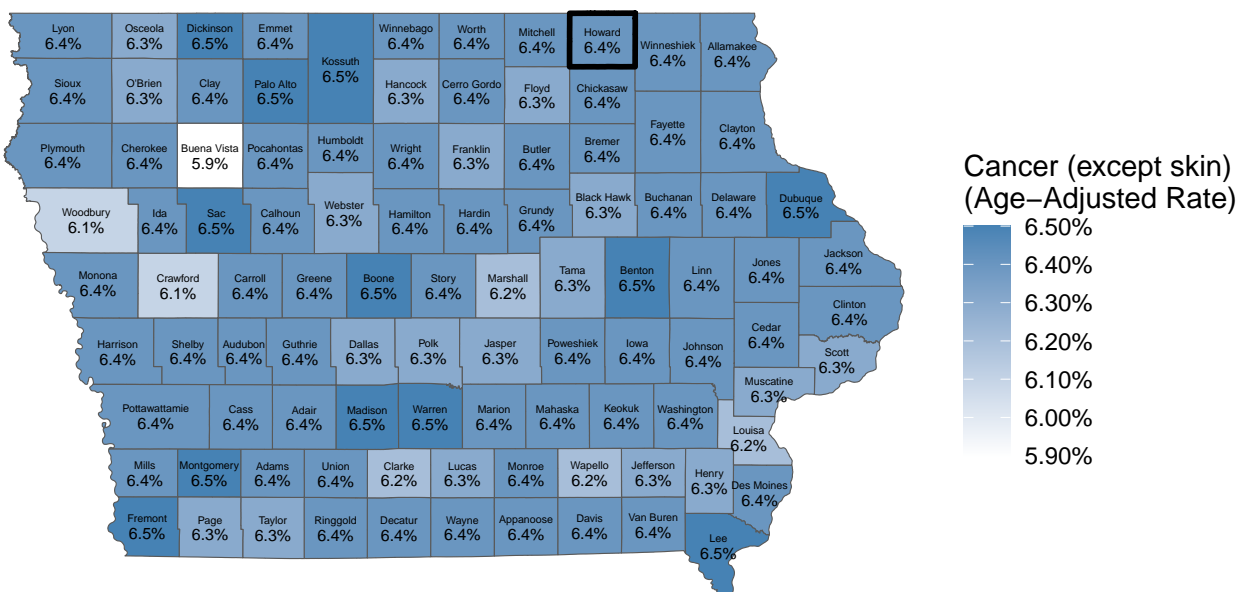 Lyon
6.4%
Osceola
6.3%
Dickinson
6.5%
Emmet
6.4%
Kossuth
6.5%
Winnebago
6.4%
Worth
6.4%
Mitchell
6.4%
Howard
6.4%
Winneshiek
6.4%
Allamakee
6.4%
Sioux
6.4%
O'Brien
6.3%
Clay
6.4%
Palo Alto
6.5%
Hancock
6.3%
Cerro Gordo
6.4%
Floyd
6.3%
Chickasaw
6.4%
Fayette
6.4%
Clayton
6.4%
Plymouth
6.4%
Cherokee
6.4%
Buena Vista
5.9%
Pocahontas
6.4%
Humboldt
6.4%
Wright
6.4%
Franklin
6.3%
Butler
6.4%
Bremer
6.4%
Woodbury
6.1%
Ida
6.4%
Sac
6.5%
Calhoun
6.4%
Webster
6.3%
Hamilton
6.4%
Hardin
6.4%
Grundy
6.4%
Black Hawk
6.3%
Buchanan
6.4%
Delaware
6.4%
Dubuque
6.5%
Monona
6.4%
Crawford
6.1%
Carroll
6.4%
Greene
6.4%
Boone
6.5%
Story
6.4%
Marshall
6.2%
Tama
6.3%
Benton
6.5%
Linn
6.4%
Jones
6.4%
Jackson
6.4%
Clinton
6.4%
Harrison
6.4%
Shelby
6.4%
Audubon
6.4%
Guthrie
6.4%
Dallas
6.3%
Polk
6.3%
Jasper
6.3%
Poweshiek
6.4%
Iowa
6.4%
Johnson
6.4%
Cedar
6.4%
Scott
6.3%
Muscatine
6.3%
Pottawattamie
6.4%
Cass
6.4%
Adair
6.4%
Madison
6.5%
Warren
6.5%
Marion
6.4%
Mahaska
6.4%
Keokuk
6.4%
Washington
6.4%
Louisa
6.2%
Mills
6.4%
Montgomery
6.5%
Adams
6.4%
Union
6.4%
Clarke
6.2%
Lucas
6.3%
Monroe
6.4%
Wapello
6.2%
Jefferson
6.3%
Henry
6.3%
Des Moines
6.4%
Fremont
6.5%
Page
6.3%
Taylor
6.3%
Ringgold
6.4%
Decatur
6.4%
Wayne
6.4%
Appanoose
6.4%
Davis
6.4%
Van Buren
6.4%
Lee
6.5%
Cancer (except skin)
(Age−Adjusted Rate)
6.50%
6.40%
6.30%
6.20%
6.10%
6.00%
5.90%